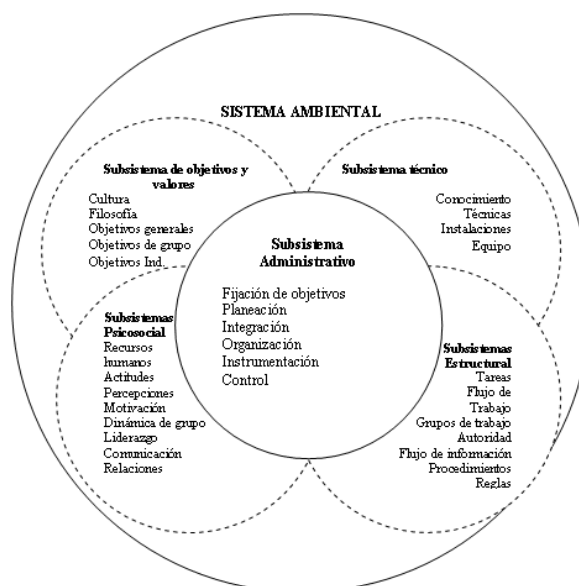 SISTEMA AMBIENTAL
Subsistema de objetivos y
valores
Cultura
Filosofía
Objetivos generales
Objetivos de grupo
Objetivos Ind.
Subsistema técnico
Conocimiento
Técnicas
Instalaciones
Equipo
Subsistema
Administrativo
Fijación de objetivos
Planeación
Integración
Organización
Instrumentación
Control
Subsistemas
Psicosocial
Recursos
humanos
Actitudes
Percepciones
Motivación
Dinámica de grupo
Liderazgo
Comunicación
Relaciones
Subsistemas
Estructural
Tareas
Flujo de
Trabajo
Grupos de trabajo
Autoridad
Flujo de información
Procedimientos
Reglas